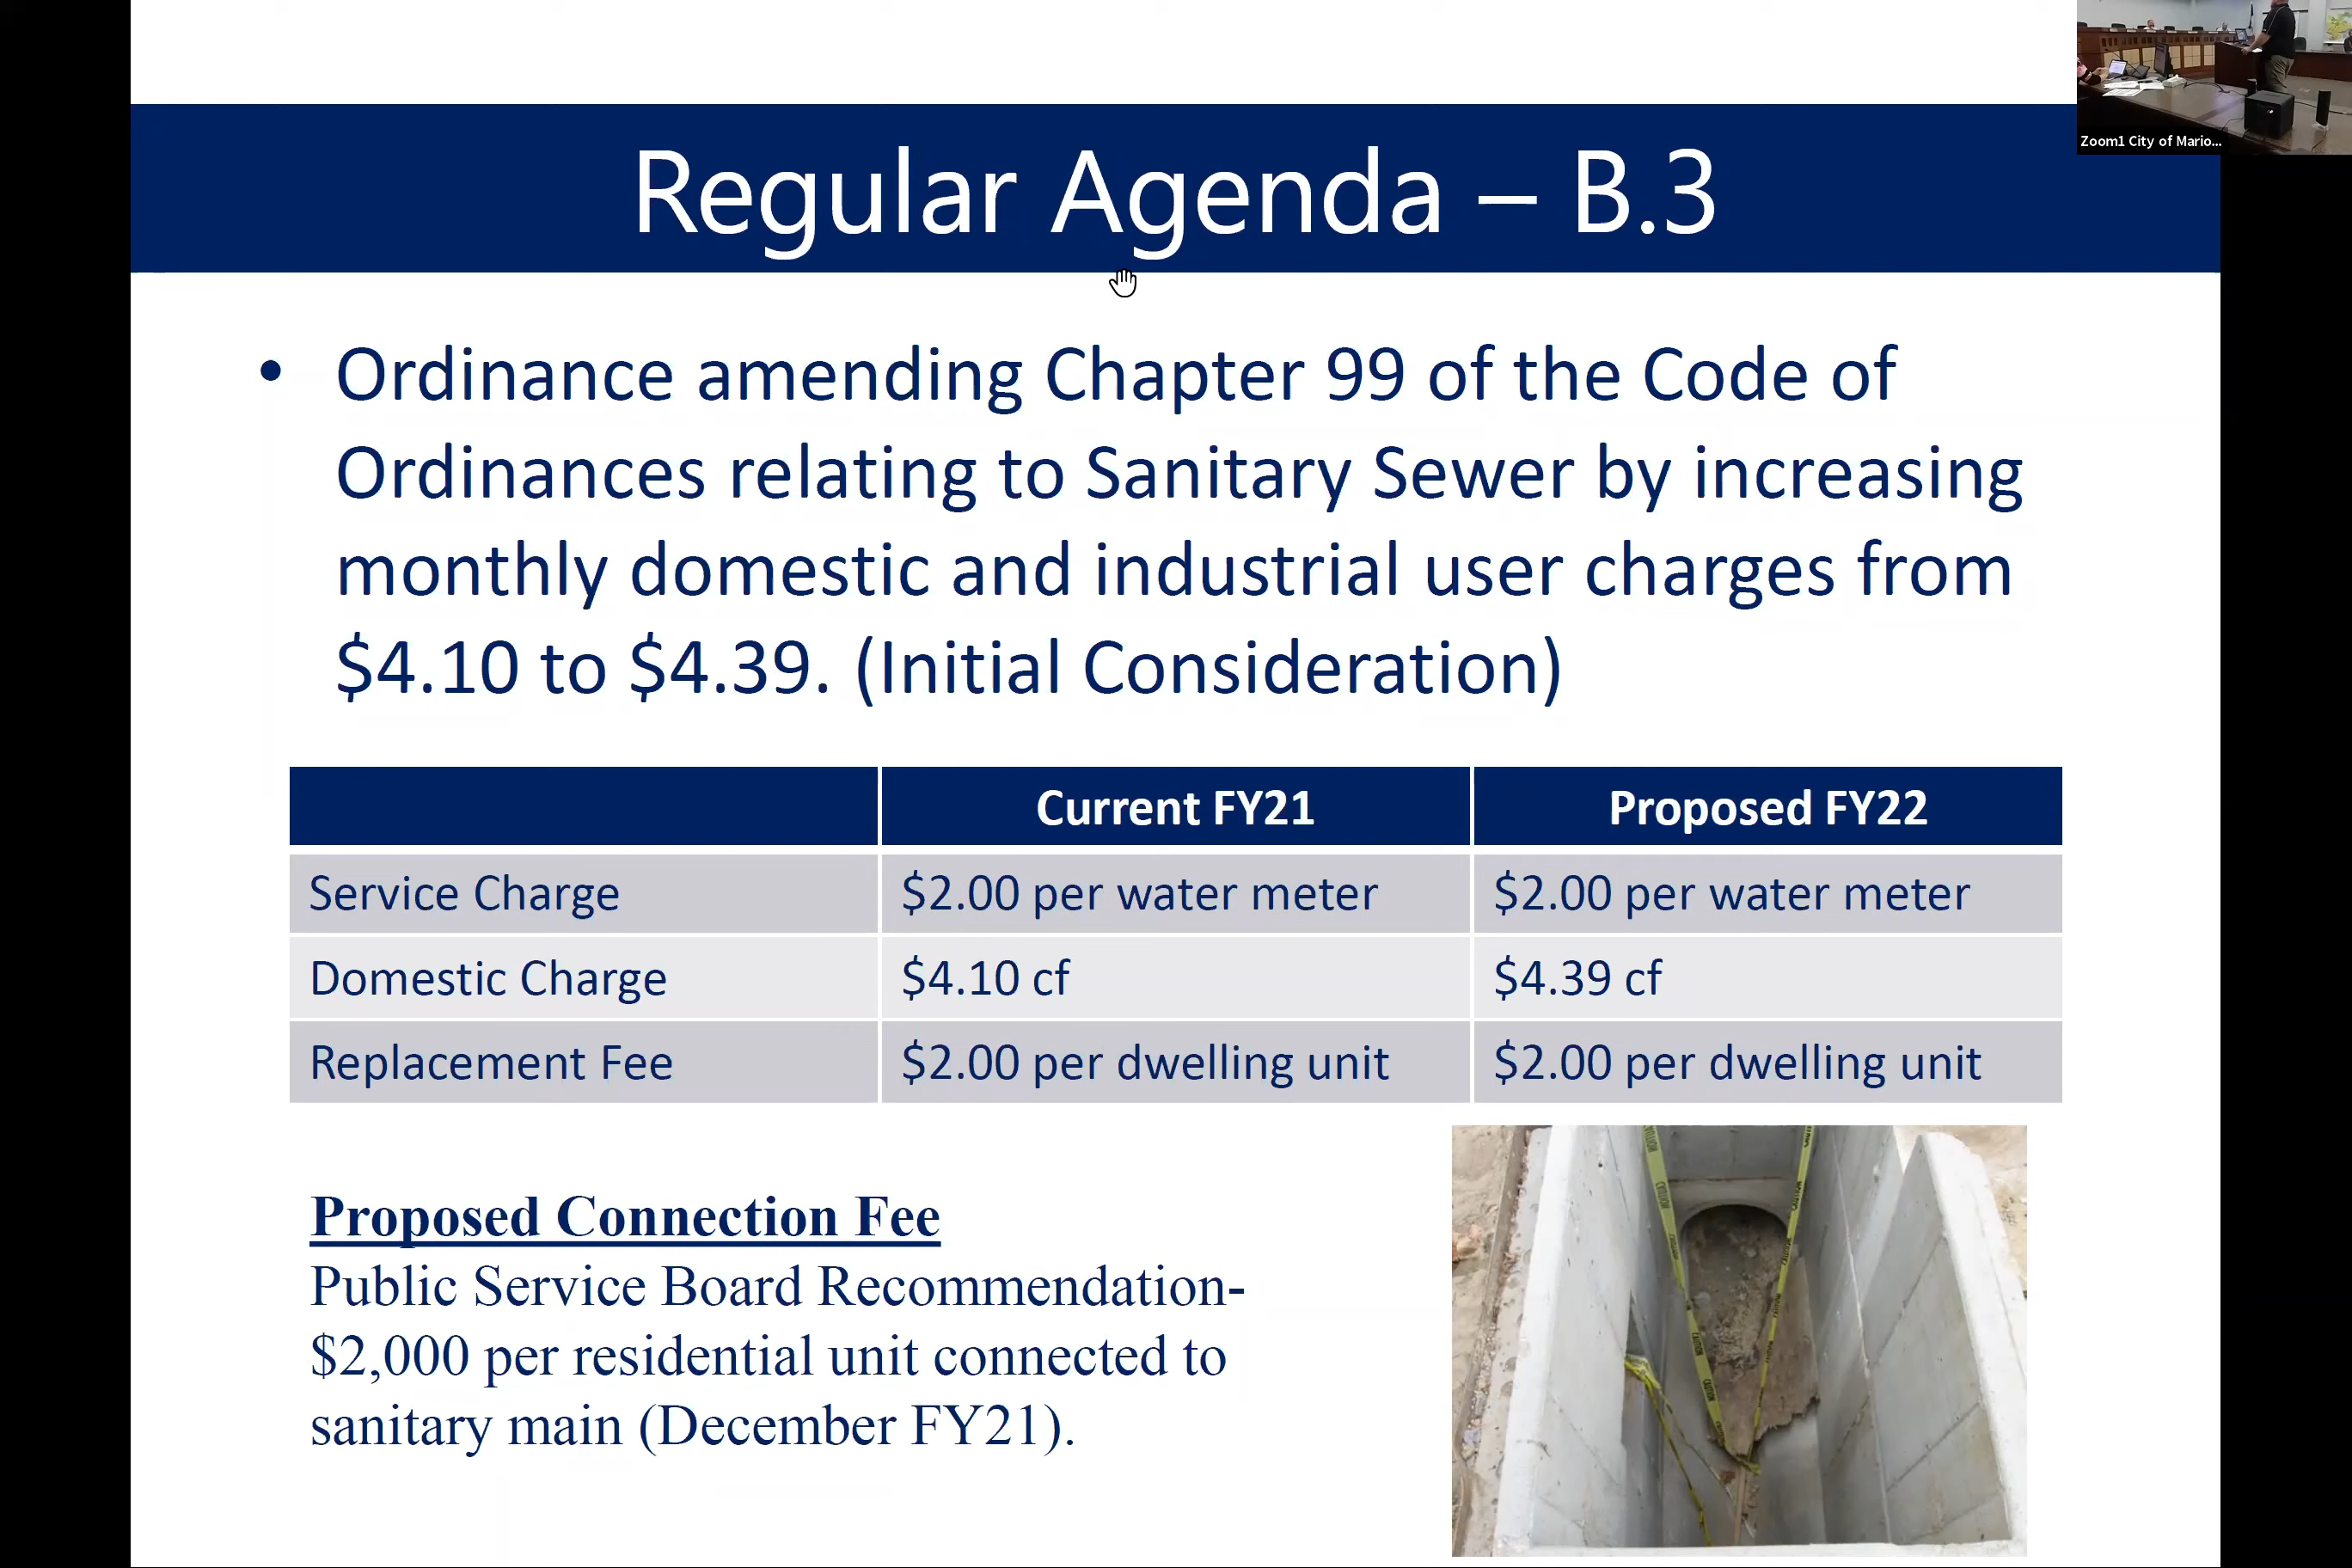 Zoom1 City of Mario...
Regular Agenda – B.3
• Ordinance amending Chapter 99 of the Code of
Ordinances relating to Sanitary Sewer by increasing
monthly domestic and industrial user charges from
$4.10 to $4.39. (Initial Consideration)
Current FY21 Proposed FY22
Service Charge $2.00 per water meter $2.00 per water meter
Domestic Charge $4.10 cf $4.39 cf
Replacement Fee $2.00 per dwelling unit $2.00 per dwelling unit
Proposed Connection Fee
Public Service Board Recommendation-
$2,000 per residential unit connected to
sanitary main (December FY21).
CAUTION